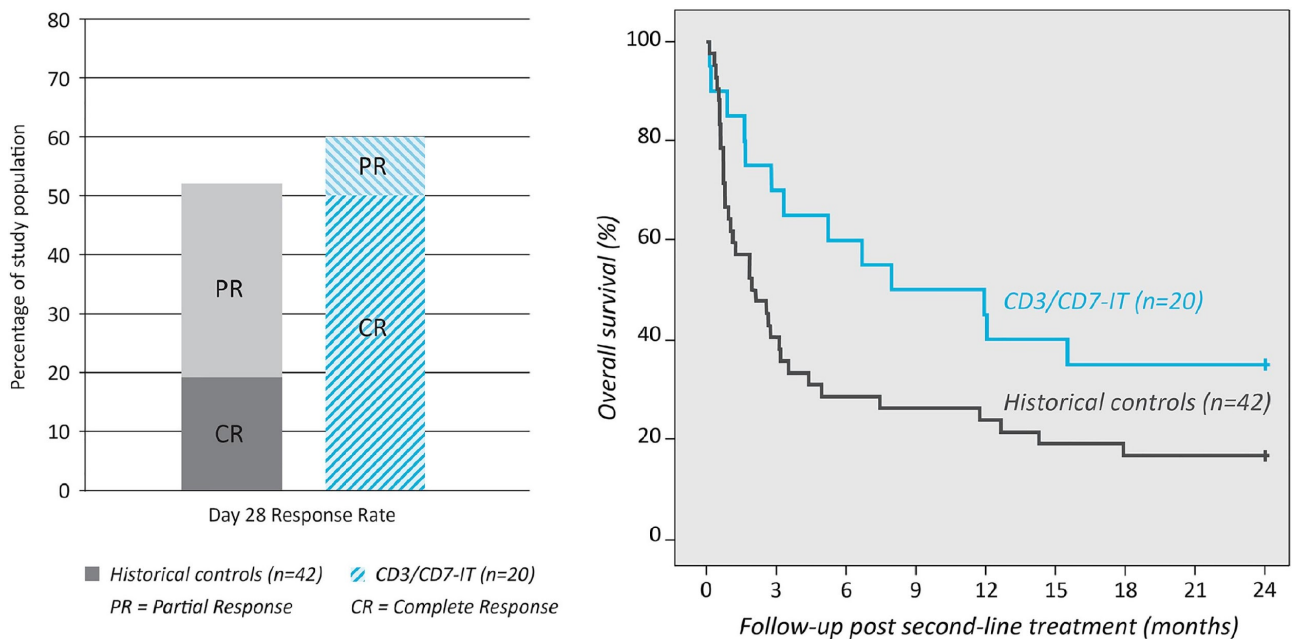 Percentage of study population
80
70
60
50
40
30
20
10
0
PR
CR
PR
CR
Day 28 Response Rate
Historical controls (n=42)
CD3/CD7-IT (n=20)
PR = Partial Response
CR = Complete Response
Overall survival (%)
100
80
60
40
20
0
CD3/CD7-IT (n=20)
Historical controls (n=42)
0 3 6 9 12 15 18 21 24
Follow-up post second-line treatment (months)